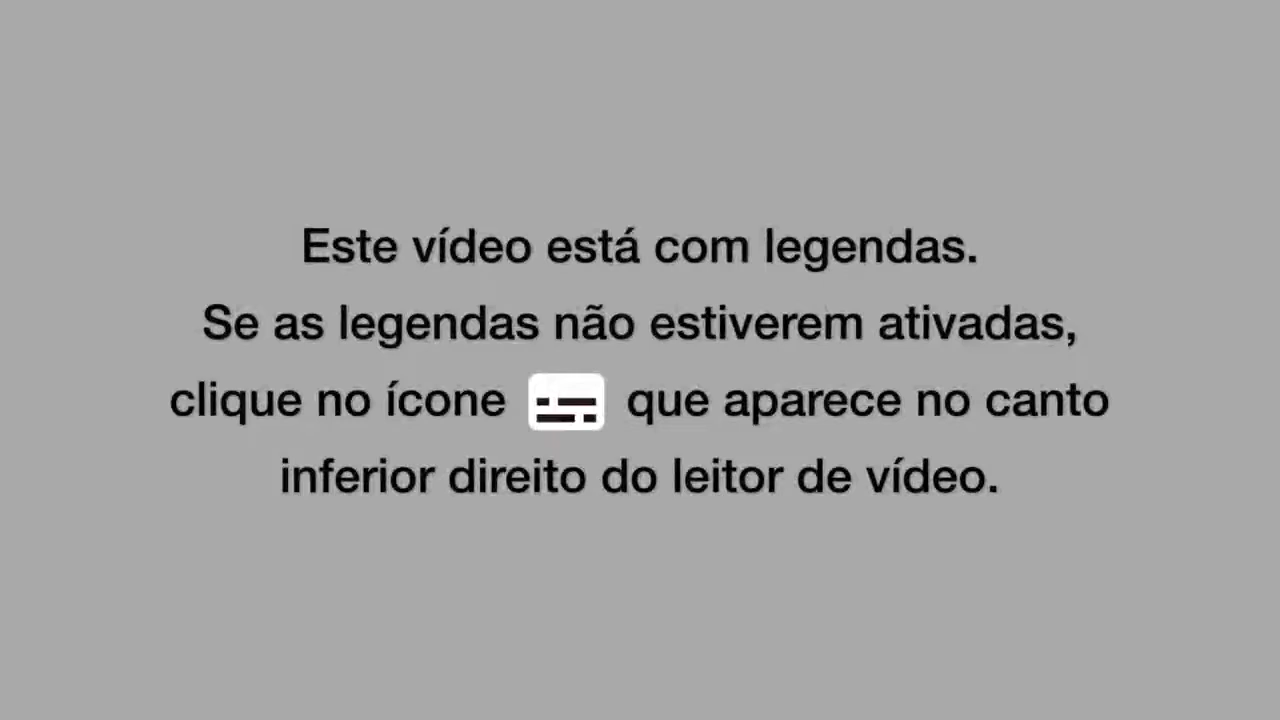 Este vídeo está com legendas.
Se as legendas não estiverem ativadas,
clique no ícone que aparece no canto
inferior direito do leitor de vídeo.